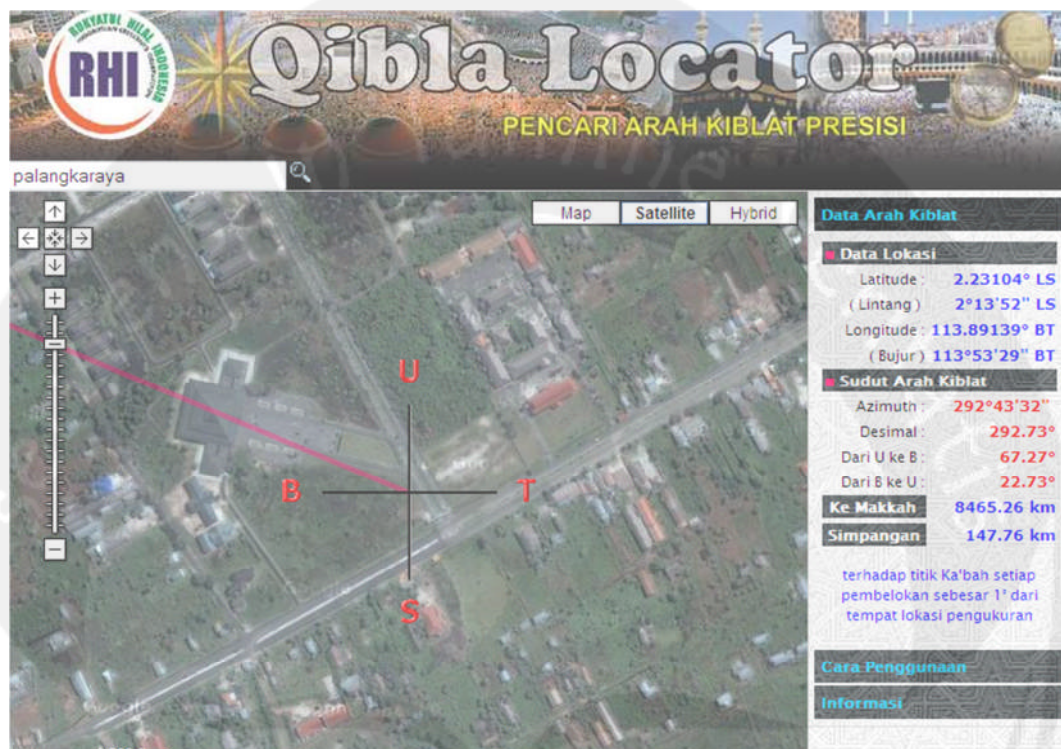 RUKYATUL HILAL INDONESIA
RHI
Qibla Locator
PENCARI ARAH KIBLAT PRESISI
palangkaraya
Map Satellite Hybrid
U
B T
S
Data Arah Kiblat
Data Lokasi
Latitude : 2.23104° LS
( Lintang ) 2°13'52" LS
Longitude : 113.89139° BT
( Bujur ) 113°53'29" BT
Sudut Arah Kiblat
Azimuth : 292°43'32"
Desimal : 292.73°
Dari U ke B : 67.27°
Dari B ke U : 22.73°
Ke Makkah 8465.26 km
Simpangan 147.76 km
terhadap titik Ka'bah setiap
pembelokan sebesar 1° dari
tempat lokasi pengukuran
Cara Penggunaan
Informasi